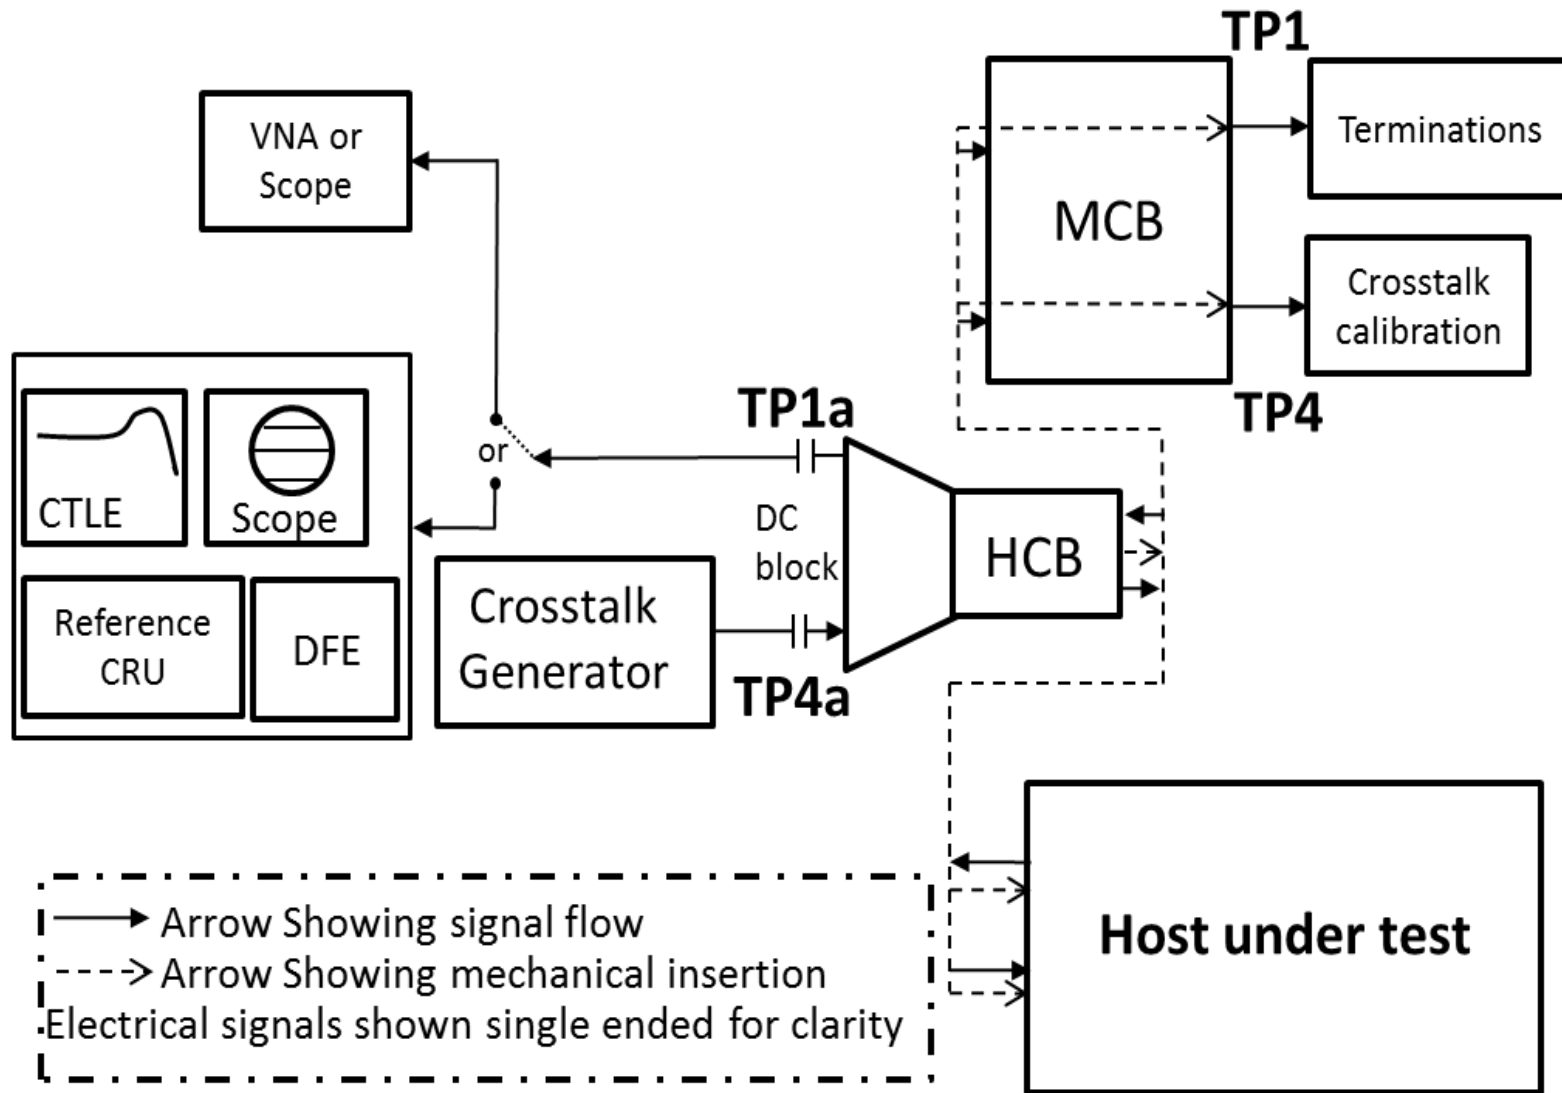 TP1
VNA or
Scope
Terminations
MCB
Crosstalk
calibration
TP4
TP1a
or
CTLE
Scope
DC
block
HCB
Crosstalk
Generator
Reference
CRU
DFE
TP4a
Host under test
Arrow Showing signal flow
Arrow Showing mechanical insertion
Electrical signals shown single ended for clarity